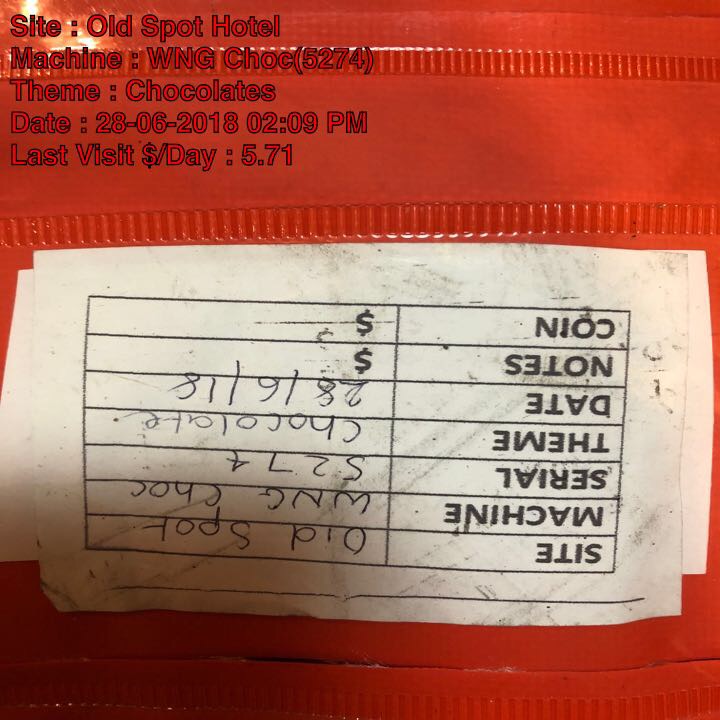 Site : Old Spot Hotel
Machine : WNG Choc(5274)
Theme : Chocolates
Date : 28-06-2018 02:09 PM
Last Visit $/Day : 5.71
SITE Old Spot
MACHINE WNG Choc
SERIAL 5274
THEME Chocolate
DATE 28/6/18
NOTES $
COIN $